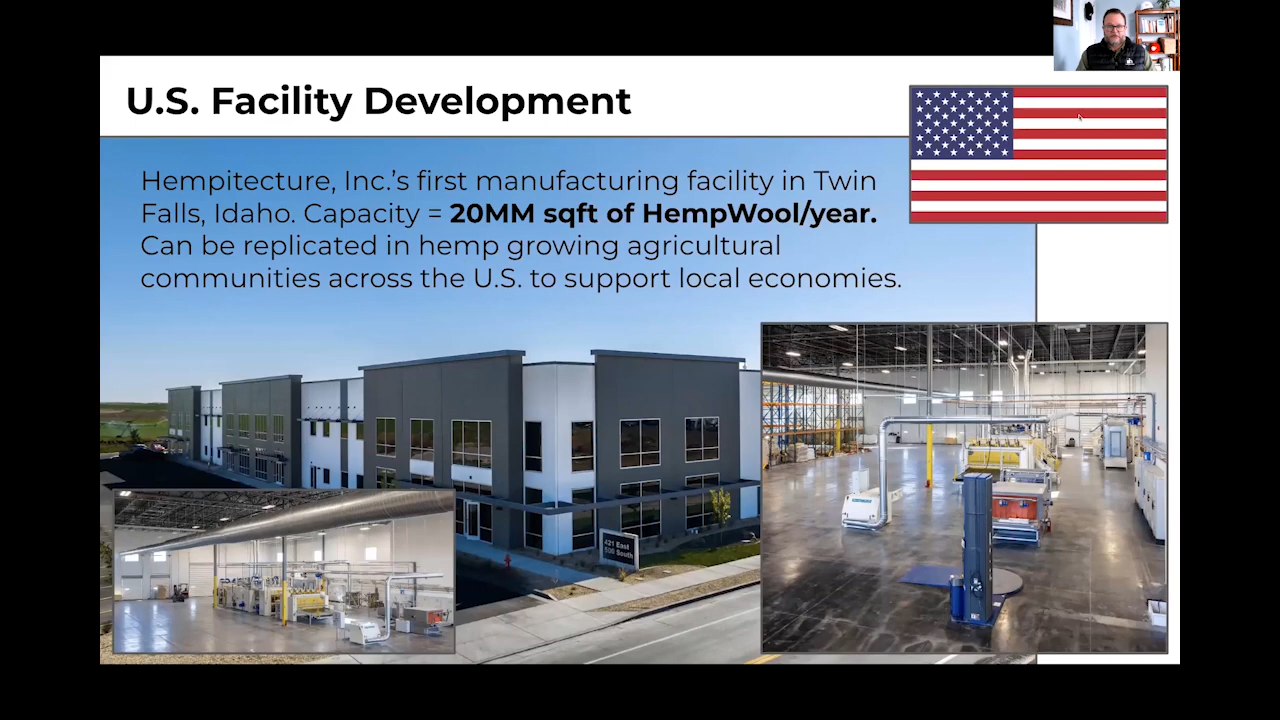 U.S. Facility Development
Hempitecture, Inc.’s first manufacturing facility in Twin
Falls, Idaho. Capacity = 20MM sqft of HempWool/year.
Can be replicated in hemp growing agricultural
communities across the U.S. to support local economies.
421 East
500 South